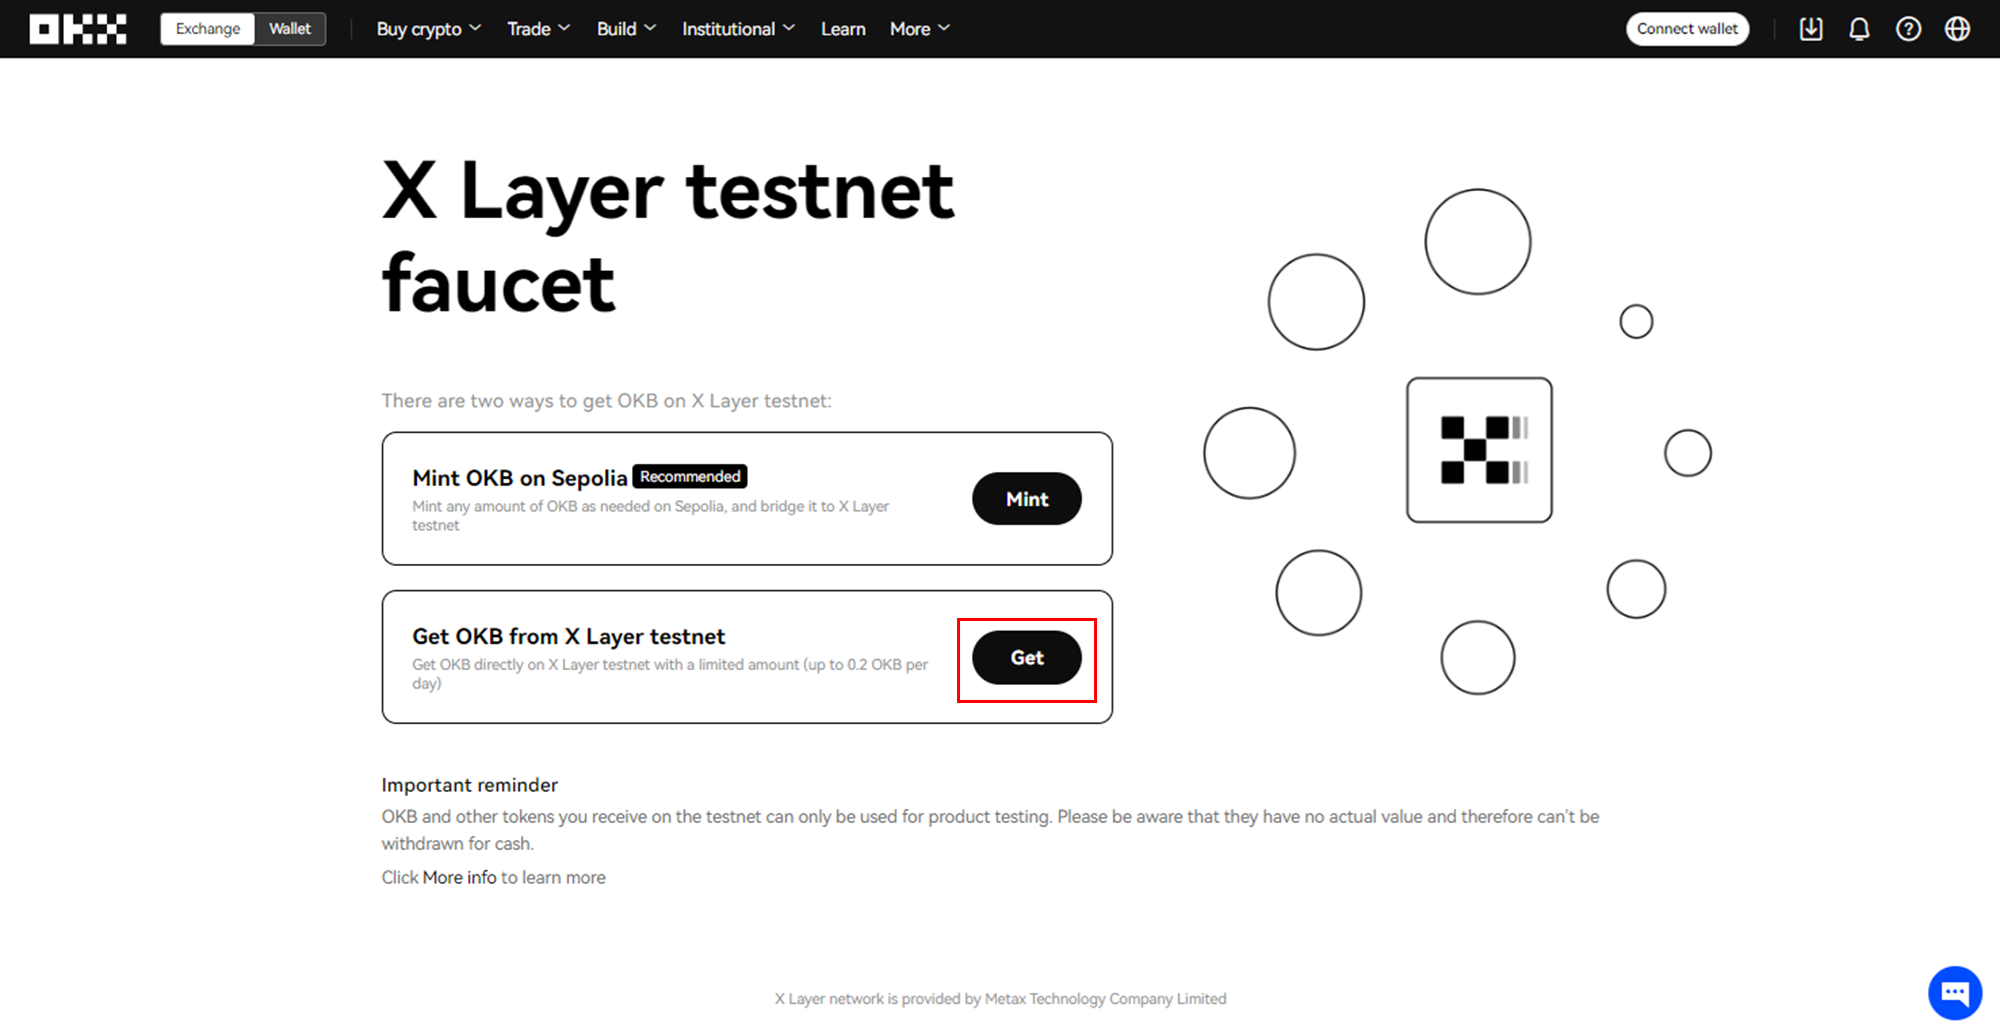 OKX
Exchange Wallet Buy crypto Trade Build Institutional Learn More Connect wallet
X Layer testnet
faucet
There are two ways to get OKB on X Layer testnet:
Mint OKB on Sepolia Recommended
Mint any amount of OKB as needed on Sepolia, and bridge it to X Layer
testnet
Mint
Get OKB from X Layer testnet
Get OKB directly on X Layer testnet with a limited amount (up to 0.2 OKB per
day)
Get
Important reminder
OKB and other tokens you receive on the testnet can only be used for product testing. Please be aware that they have no actual value and therefore can't be
withdrawn for cash.
Click More info to learn more
X Layer network is provided by Metax Technology Company Limited